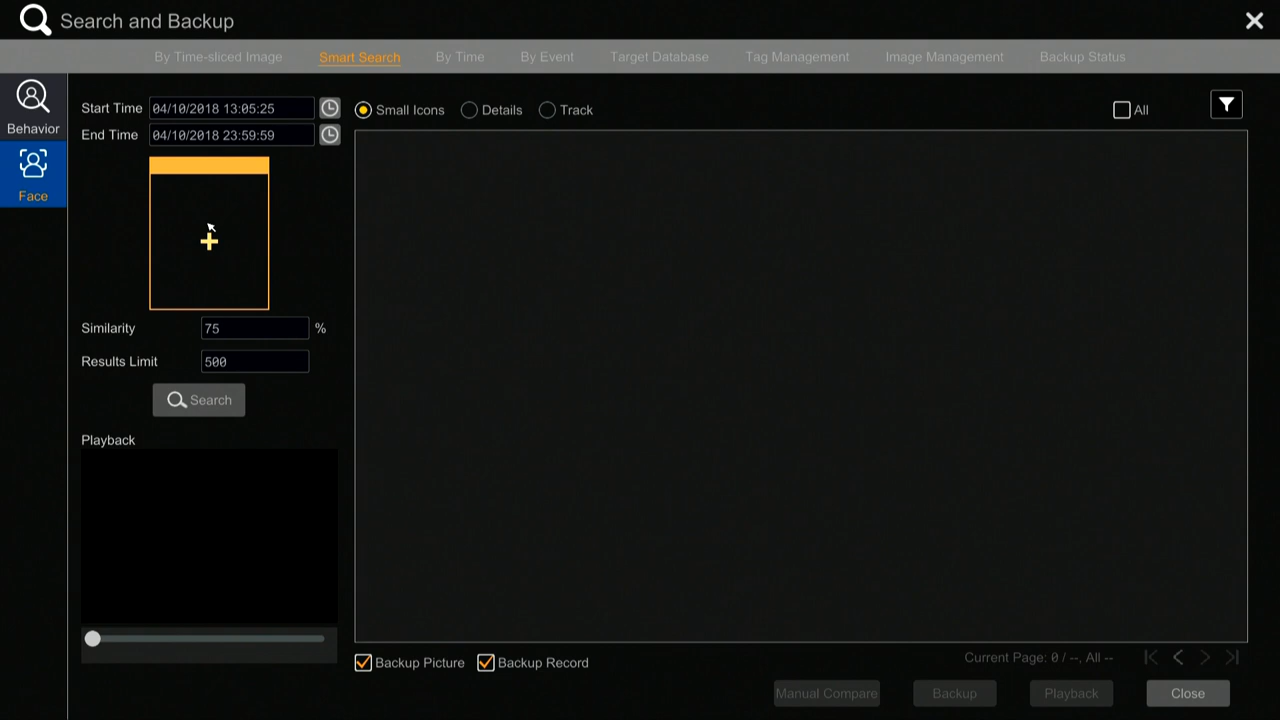 Search and Backup
By Time-sliced Image Smart Search By Time By Event Target Database Tag Management Image Management Backup Status
Behavior
Face
Start Time 04/10/2018 13:05:25
End Time 04/10/2018 23:59:59
Small Icons Details Track All
Similarity 75 %
Results Limit 500
Search
Playback
Backup Picture Backup Record
Current Page: 0 / --, All --
Manual Compare Backup Playback Close